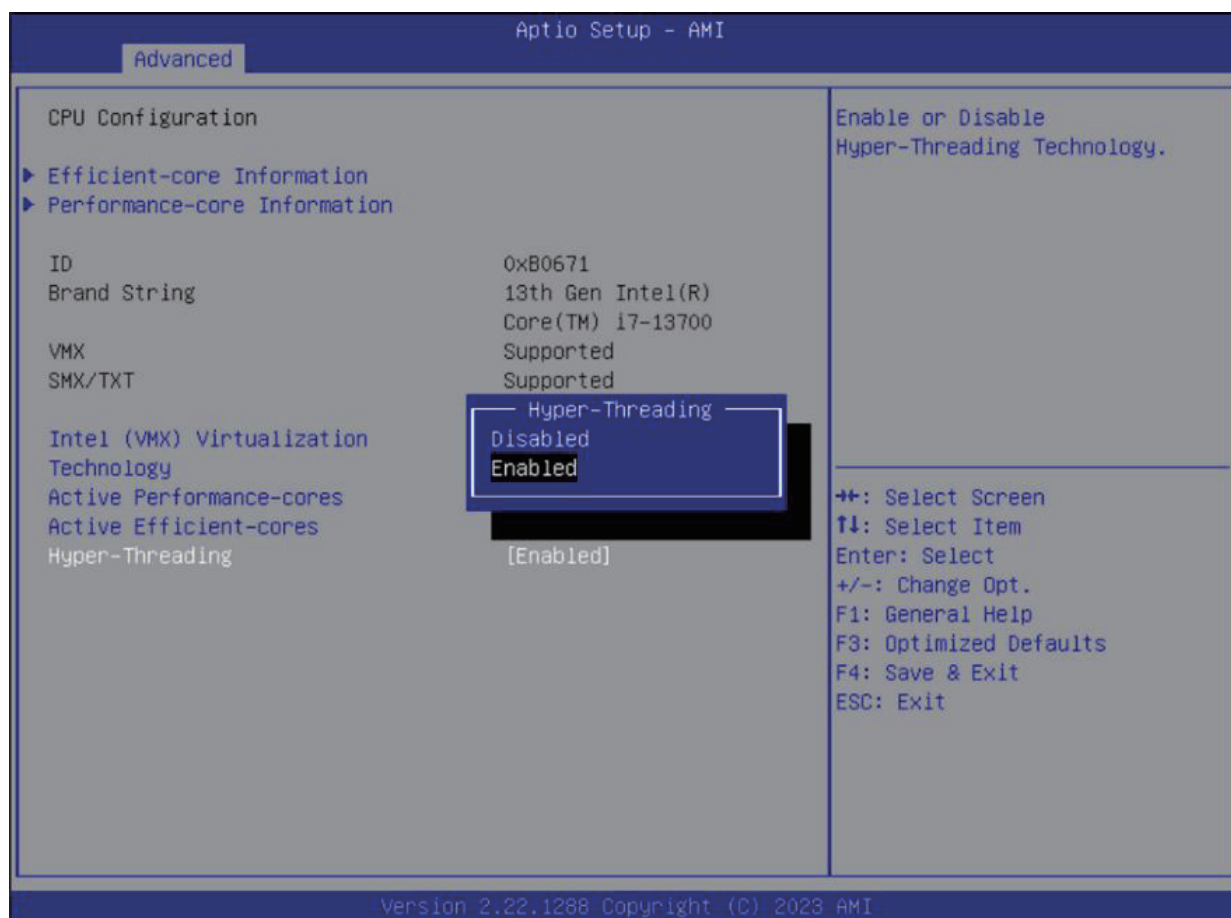 Aptio Setup - AMI
Advanced
CPU Configuration
Efficient-core Information
Performance-core Information
ID 0xB0671
Brand String 13th Gen Intel(R)
Core(TM) i7-13700
VMX Supported
SMX/TXT Supported
Intel (VMX) Virtualization
Technology
Active Performance-cores
Active Efficient-cores
Hyper-Threading [Enabled]
Hyper-Threading
Disabled
Enabled
Enable or Disable
Hyper-Threading Technology.
→←: Select Screen
↑↓: Select Item
Enter: Select
+/-: Change Opt.
F1: General Help
F3: Optimized Defaults
F4: Save & Exit
ESC: Exit
Version 2.22.1288 Copyright (C) 2023 AMI